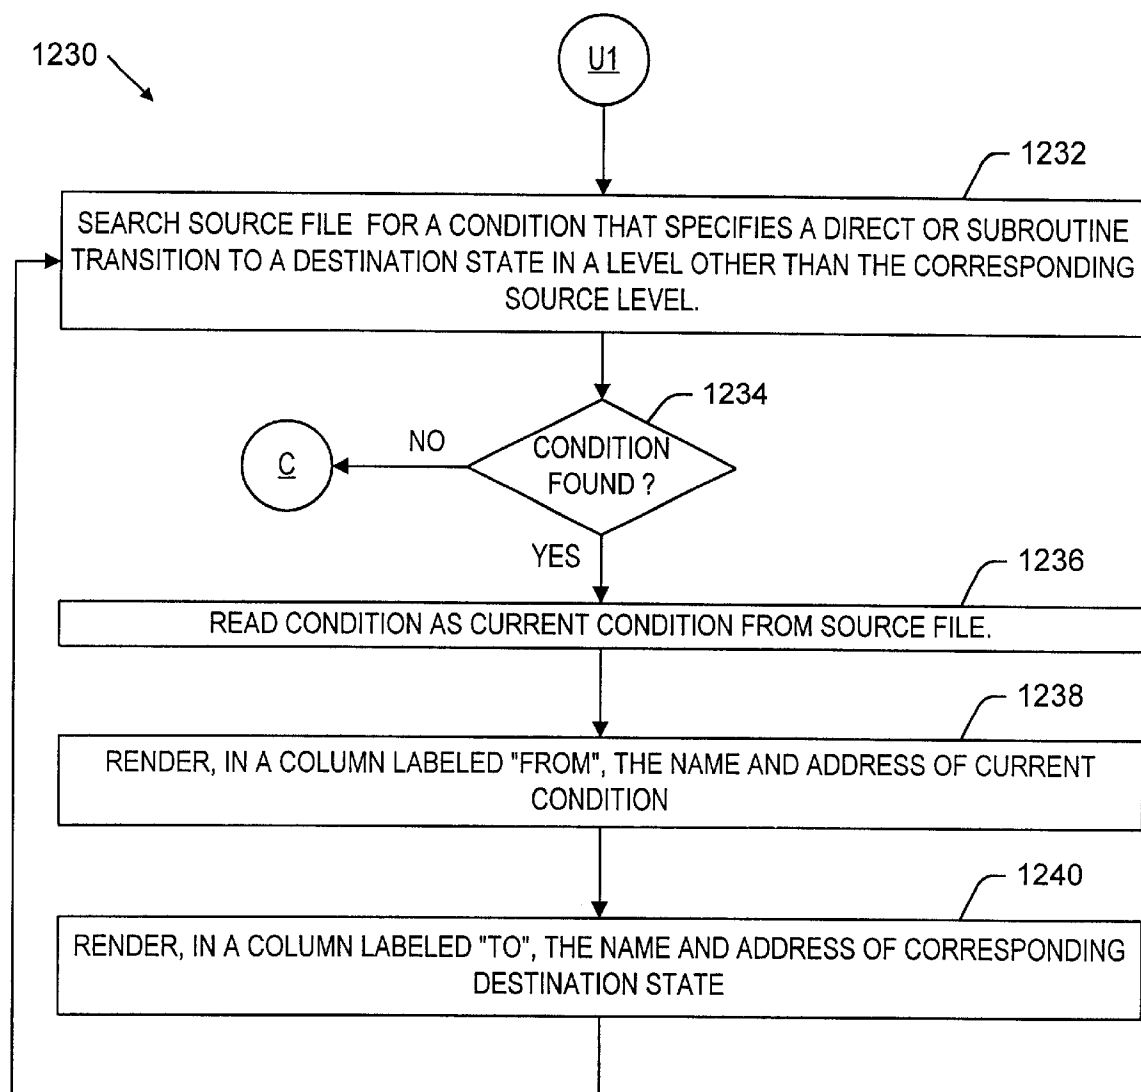 1230
U1
1232
SEARCH SOURCE FILE FOR A CONDITION THAT SPECIFIES A DIRECT OR SUBROUTINE
TRANSITION TO A DESTINATION STATE IN A LEVEL OTHER THAN THE CORRESPONDING
SOURCE LEVEL.
1234
NO
C
CONDITION
FOUND ?
YES
1236
READ CONDITION AS CURRENT CONDITION FROM SOURCE FILE.
1238
RENDER, IN A COLUMN LABELED "FROM", THE NAME AND ADDRESS OF CURRENT
CONDITION
1240
RENDER, IN A COLUMN LABELED "TO", THE NAME AND ADDRESS OF CORRESPONDING
DESTINATION STATE